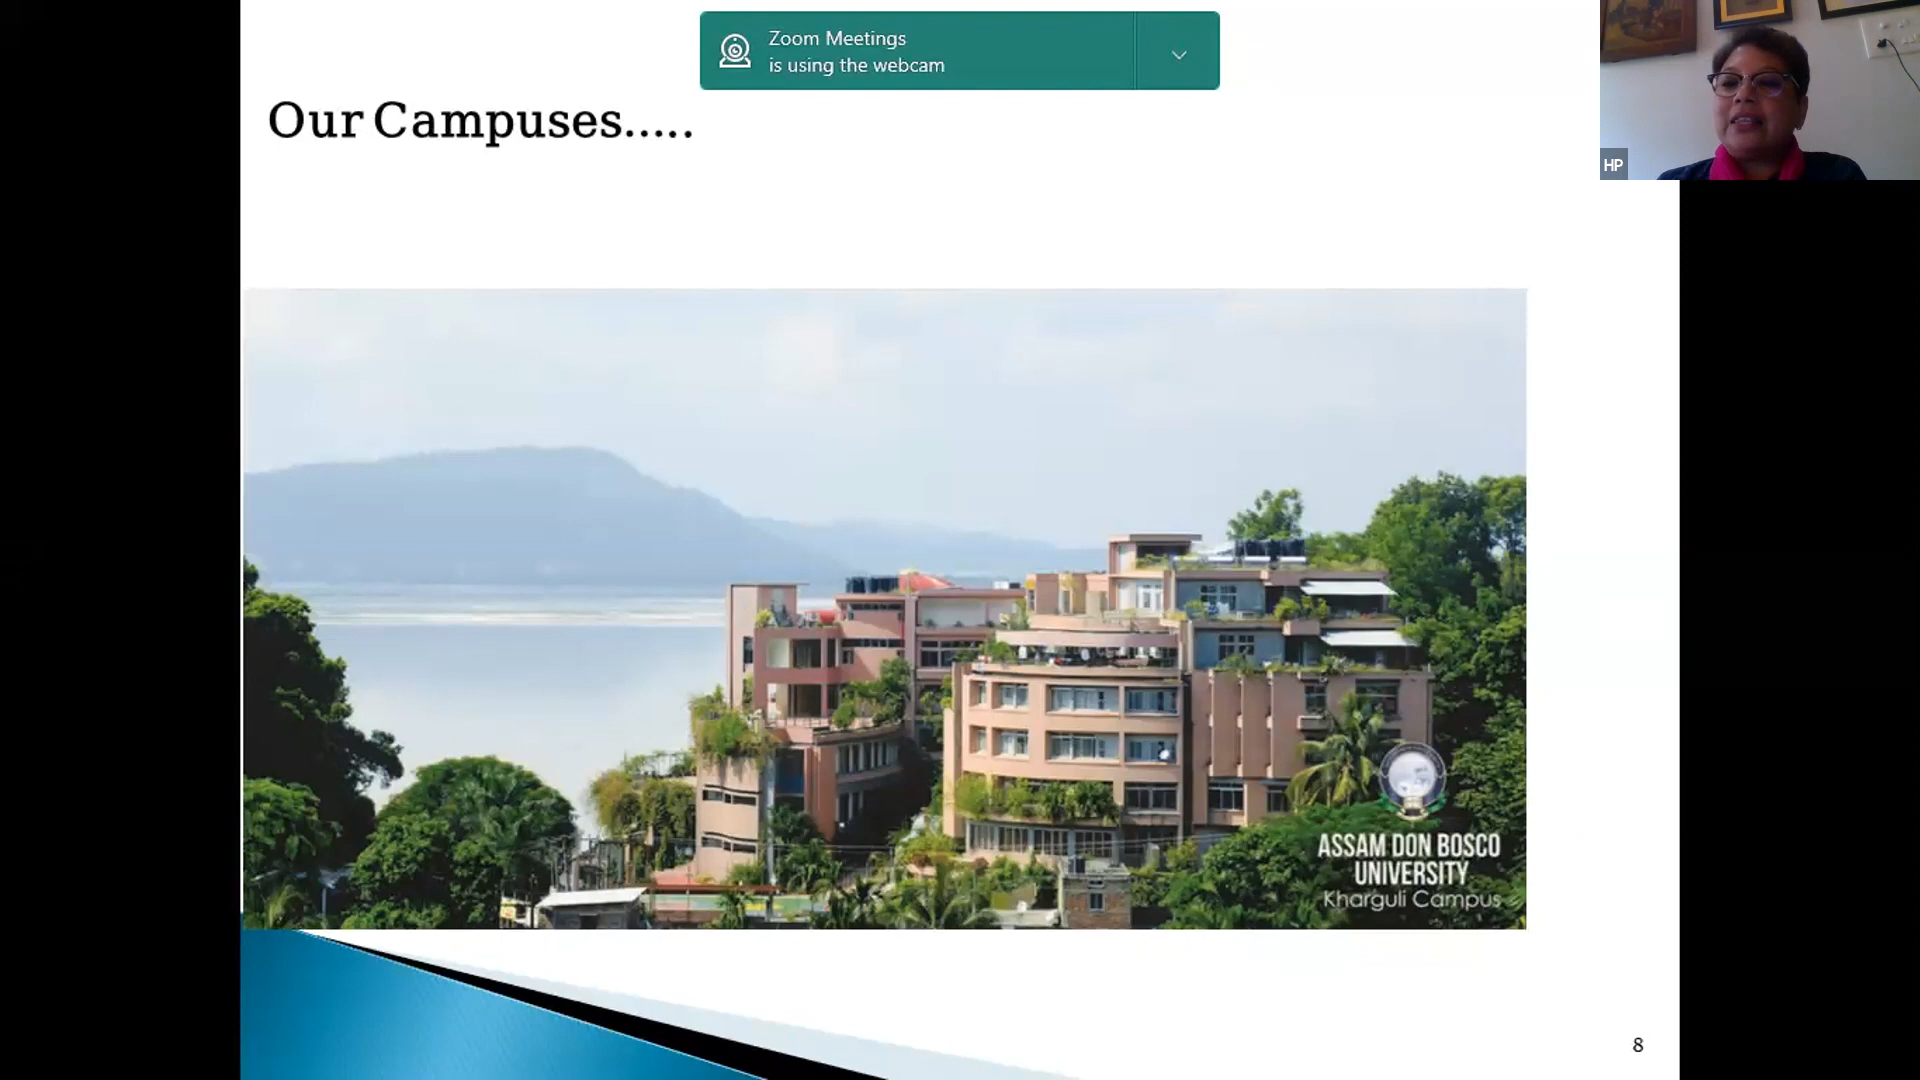 Zoom Meetings
is using the webcam
Our Campuses.....
HP
ASSAM DON BOSCO
UNIVERSITY
Kharguli Campus
8